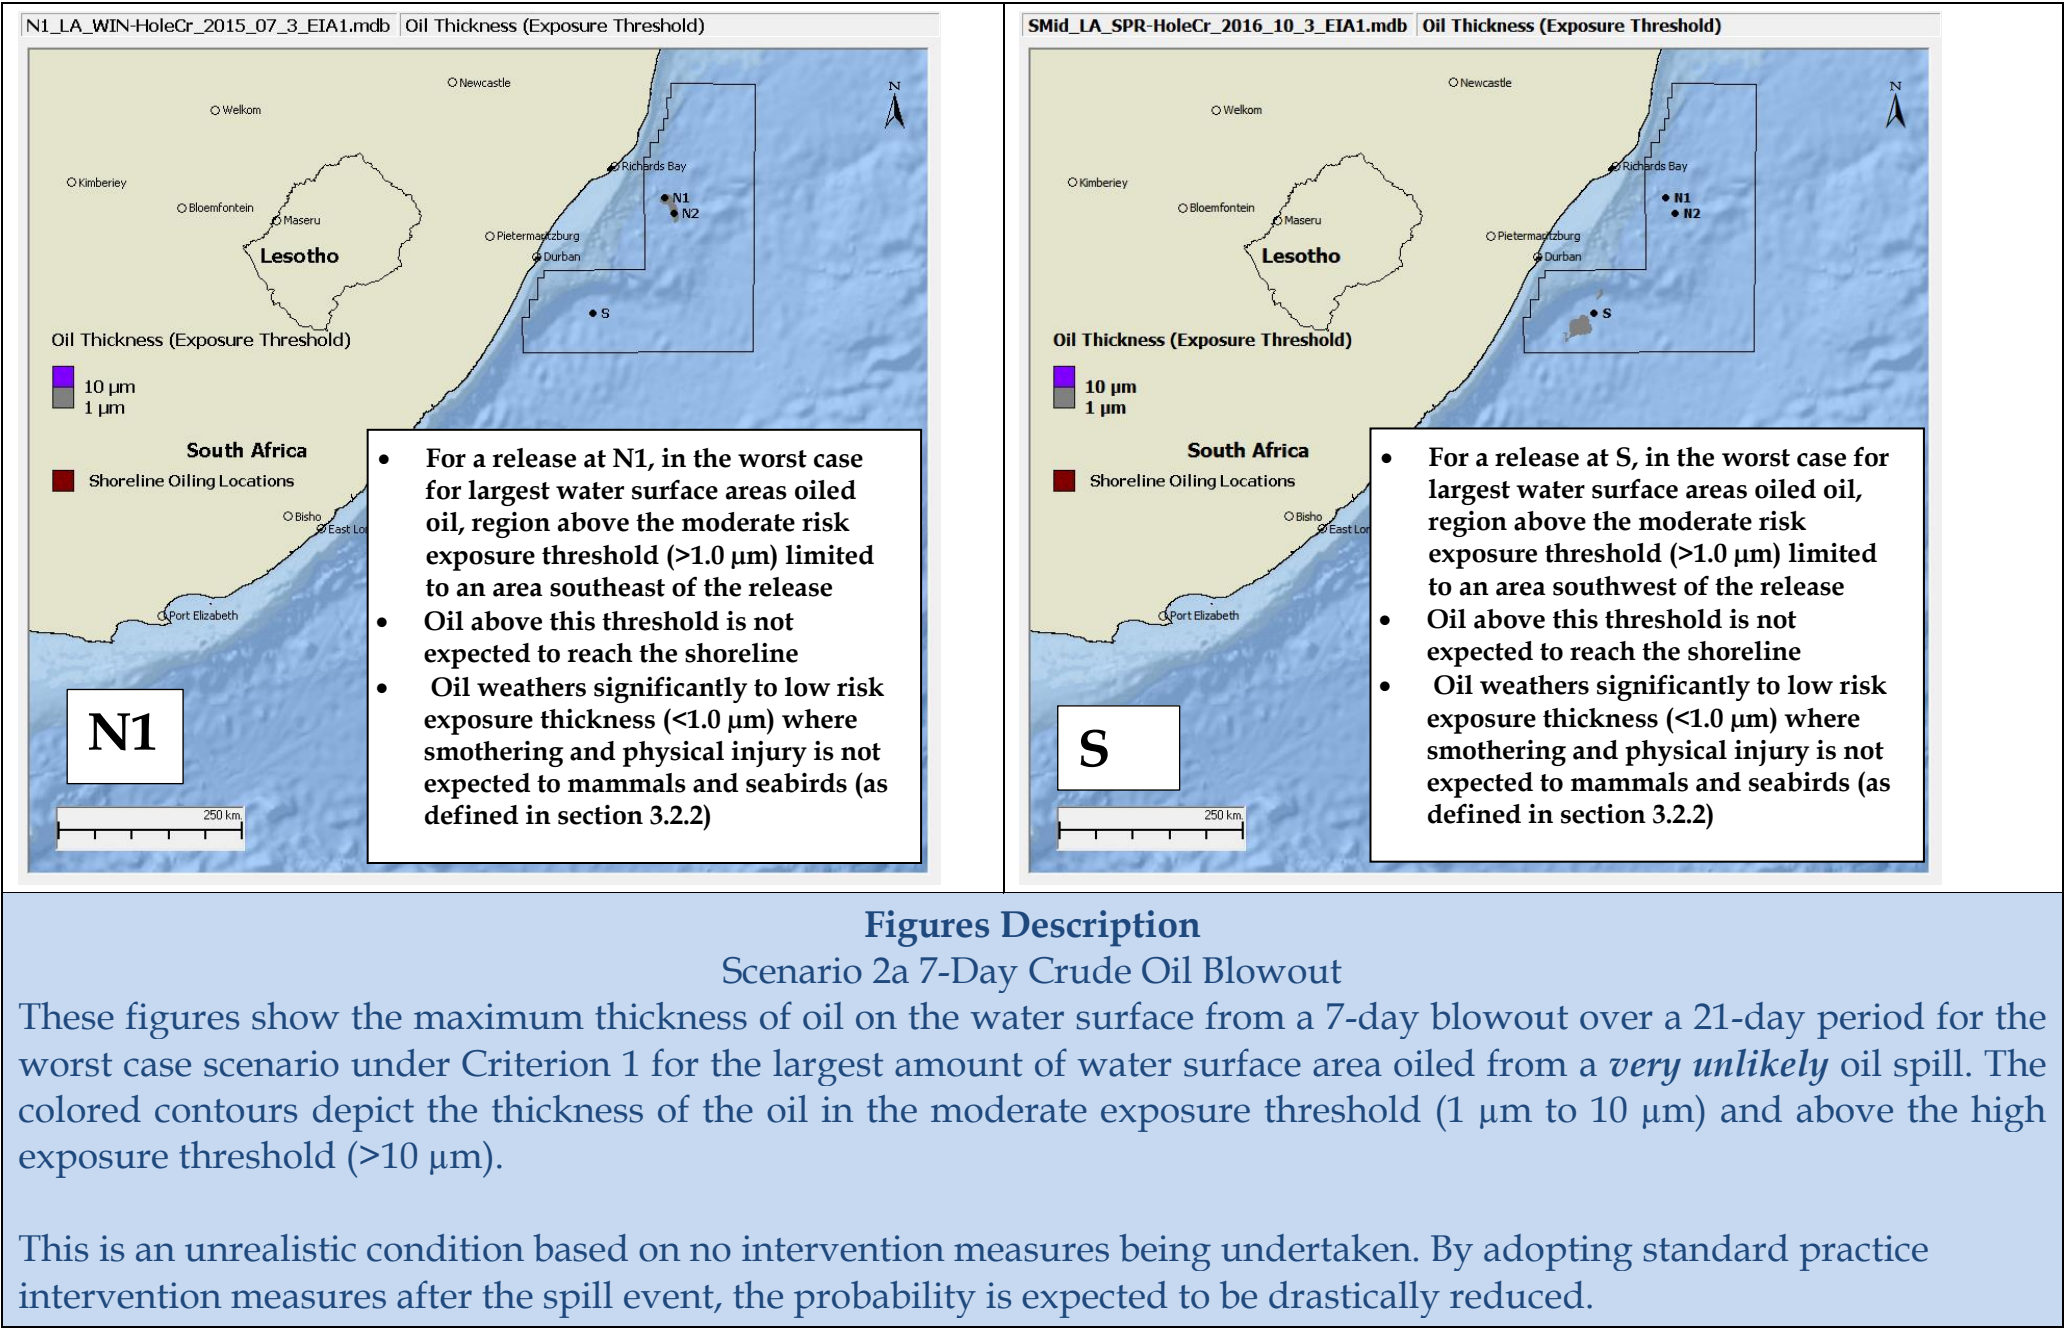 N1_LA_WIN-HoleCr_2015_07_3_EIA1.mdb Oil Thickness (Exposure Threshold)
N
Newcastle
Welkom
Richards Bay
Kimberley
N1
Bloemfontein
N2
Maseru
Pietermaritzburg
Lesotho
Durban
S
Oil Thickness (Exposure Threshold)
10 µm
1 µm
South Africa
Shoreline Oiling Locations
Bisho
East Lo
Port Elizabeth
N1
250 km.
• For a release at N1, in the worst case
for largest water surface areas oiled
oil, region above the moderate risk
exposure threshold (>1.0 µm) limited
to an area southeast of the release
• Oil above this threshold is not
expected to reach the shoreline
• Oil weathers significantly to low risk
exposure thickness (<1.0 µm) where
smothering and physical injury is not
expected to mammals and seabirds (as
defined in section 3.2.2)
SMid_LA_SPR-HoleCr_2016_10_3_EIA1.mdb Oil Thickness (Exposure Threshold)
N
Newcastle
Welkom
Richards Bay
Kimberley
N1
Bloemfontein
N2
Maseru
Pietermaritzburg
Lesotho
Durban
S
Oil Thickness (Exposure Threshold)
10 µm
1 µm
South Africa
Shoreline Oiling Locations
Bisho
East Lor
Port Elizabeth
S
250 km.
• For a release at S, in the worst case for
largest water surface areas oiled oil,
region above the moderate risk
exposure threshold (>1.0 µm) limited
to an area southwest of the release
• Oil above this threshold is not
expected to reach the shoreline
• Oil weathers significantly to low risk
exposure thickness (<1.0 µm) where
smothering and physical injury is not
expected to mammals and seabirds (as
defined in section 3.2.2)
Figures Description
Scenario 2a 7-Day Crude Oil Blowout
These figures show the maximum thickness of oil on the water surface from a 7-day blowout over a 21-day period for the
worst case scenario under Criterion 1 for the largest amount of water surface area oiled from a very unlikely oil spill. The
colored contours depict the thickness of the oil in the moderate exposure threshold (1 µm to 10 µm) and above the high
exposure threshold (>10 µm).
This is an unrealistic condition based on no intervention measures being undertaken. By adopting standard practice
intervention measures after the spill event, the probability is expected to be drastically reduced.